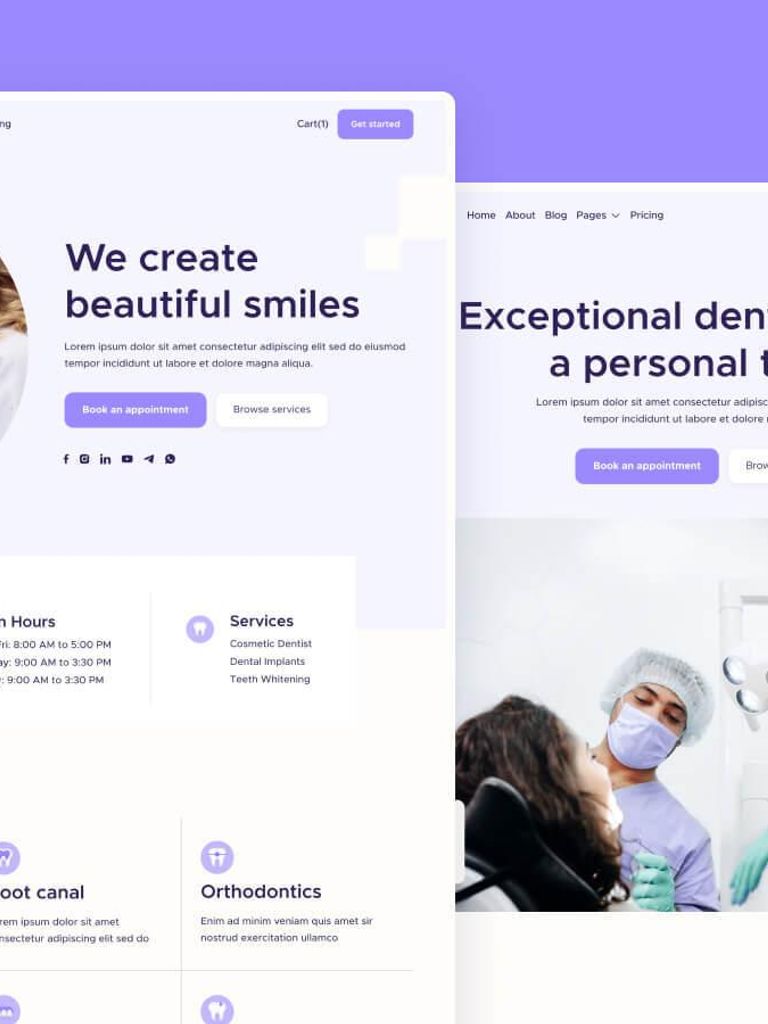 ng
Cart(1)
Get started
We create
beautiful smiles
Lorem ipsum dolor sit amet consectetur adipiscing elit sed do eiusmod
tempor incididunt ut labore et dolore magna aliqua.
Book an appointment
Browse services
n Hours
Fri: 8:00 AM to 5:00 PM
ay: 9:00 AM to 3:30 PM
: 9:00 AM to 3:30 PM
Services
Cosmetic Dentist
Dental Implants
Teeth Whitening
oot canal
rem ipsum dolor sit amet
nsectetur adipiscing elit sed do
Orthodontics
Enim ad minim veniam quis amet sir
nostrud exercitation ullamco
Home About Blog Pages Pricing
Exceptional den
a personal t
Lorem ipsum dolor sit amet consectetur adipisc
tempor incididunt ut labore et dolore
Book an appointment
Brow